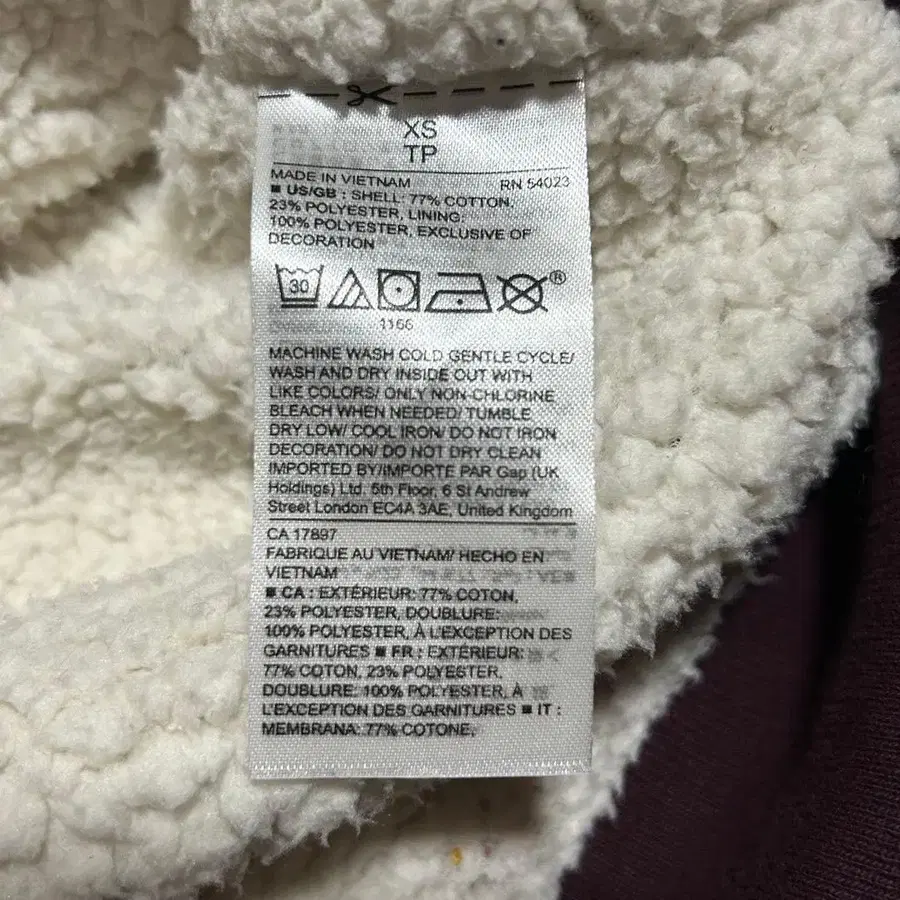 XS
TP
MADE IN VIETNAM RN 54023
■ US/GB : SHELL: 77% COTTON,
23% POLYESTER, LINING:
100% POLYESTER, EXCLUSIVE OF
DECORATION
30 ®
1166
MACHINE WASH COLD GENTLE CYCLE/
WASH AND DRY INSIDE OUT WITH
LIKE COLORS/ ONLY NON-CHLORINE
BLEACH WHEN NEEDED/ TUMBLE
DRY LOW/ COOL IRON/ DO NOT IRON
DECORATION/ DO NOT DRY CLEAN
IMPORTED BY/IMPORTE PAR Gap (UK
Holdings) Ltd. 5th Floor, 6 St Andrew
Street London EC4A 3AE, United Kingdom
CA 17897
FABRIQUE AU VIETNAM/ HECHO EN
VIETNAM
■ CA : EXTÉRIEUR: 77% COTON,
23% POLYESTER, DOUBLURE:
100% POLYESTER, À L'EXCEPTION DES
GARNITURES ■ FR : EXTÉRIEUR:
77% COTON, 23% POLYESTER,
DOUBLURE: 100% POLYESTER, À
L'EXCEPTION DES GARNITURES ■ IT :
MEMBRANA: 77% COTONE,